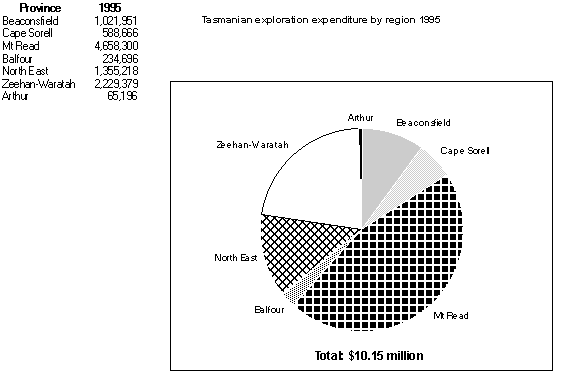 Province 1995
Beaconsfield 1,021,951
Cape Sorell 588,666
Mt Read 4,658,300
Balfour 234,696
North East 1,355,218
Zeehan-Waratah 2,229,379
Arthur 65,196
Tasmanian exploration expenditure by region 1995
Arthur
Beaconsfield
Zeehan-Waratah
Cape Sorell
North East
Balfour
Mt Read
Total: $10.15 million